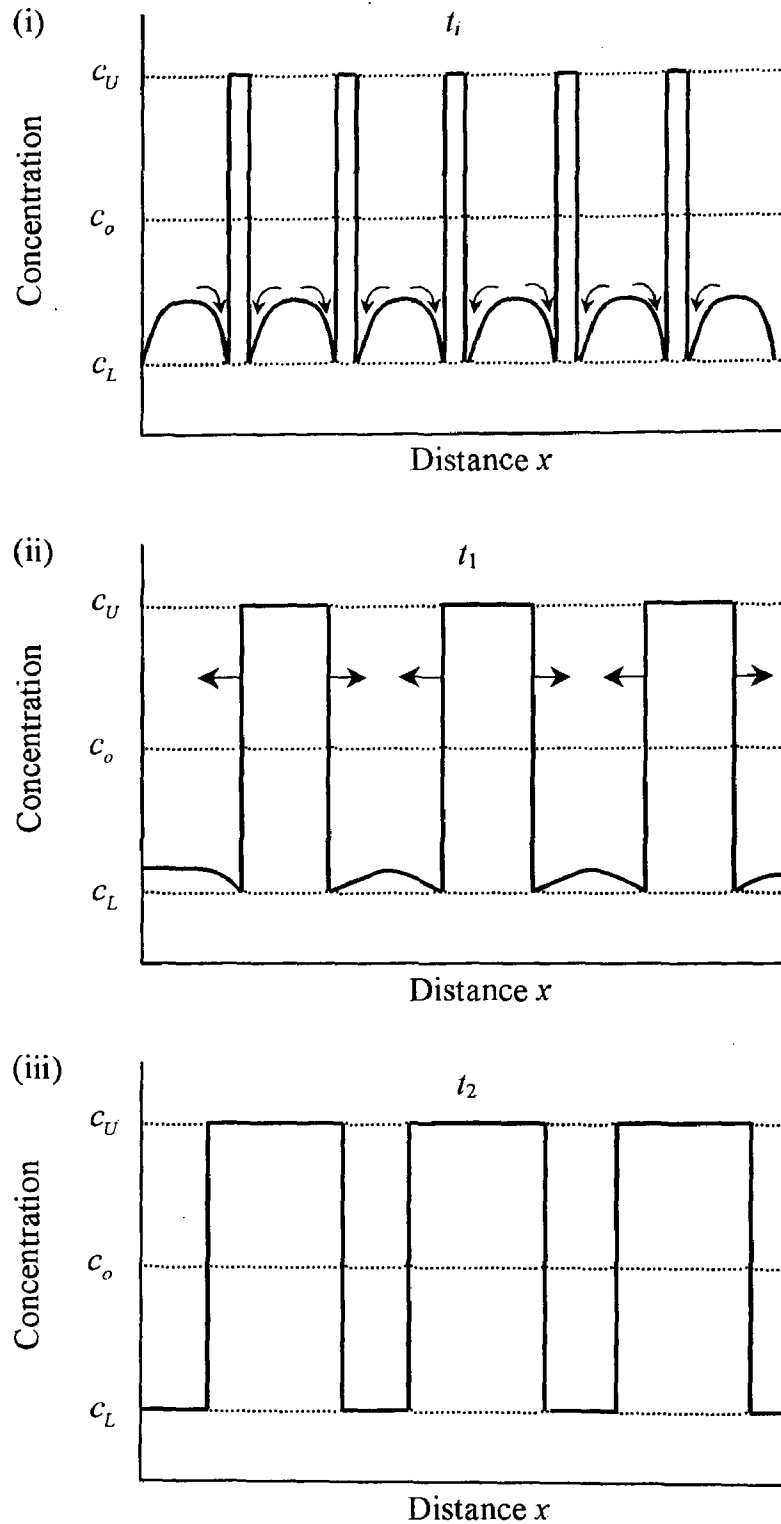 (i)
t_i
c_U
c_o
c_L
Concentration
Distance x
(ii)
t_1
c_U
c_o
c_L
Concentration
Distance x
(iii)
t_2
c_U
c_o
c_L
Concentration
Distance x